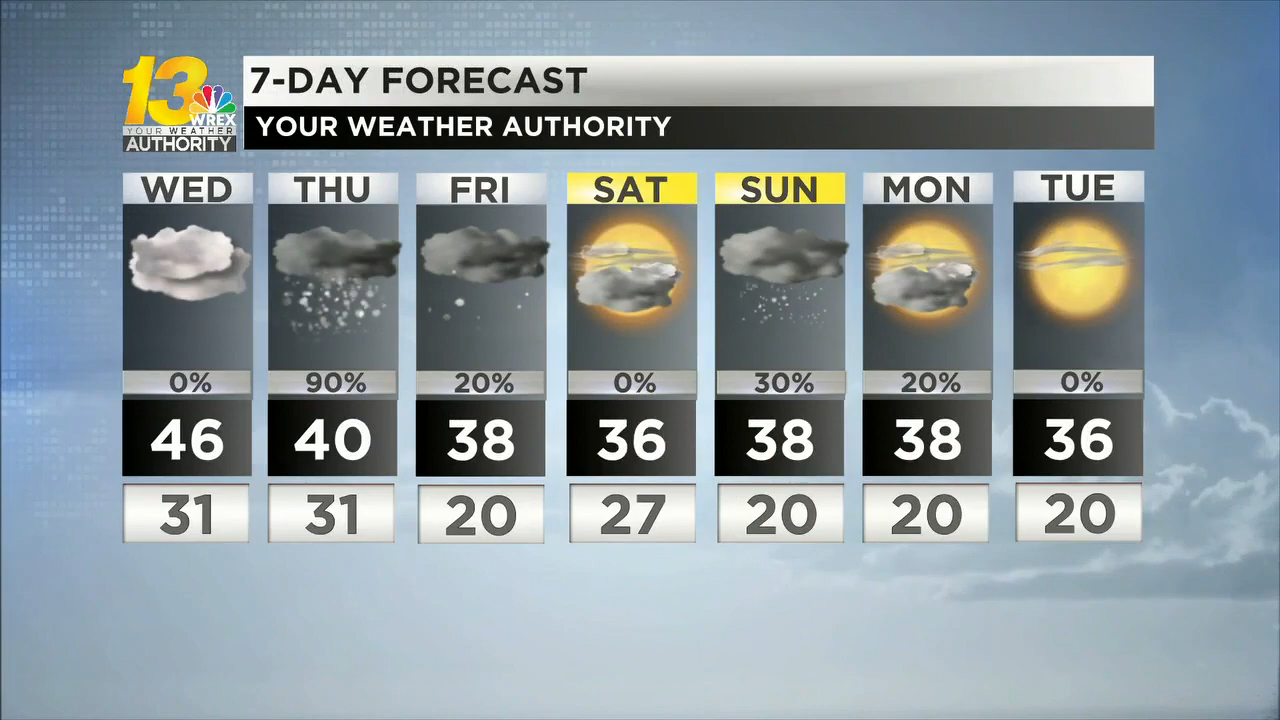 13
WREX
YOUR WEATHER
AUTHORITY
7-DAY FORECAST
YOUR WEATHER AUTHORITY
WED THU FRI SAT SUN MON TUE
0% 90% 20% 0% 30% 20% 0%
46 40 38 36 38 38 36
31 31 20 27 20 20 20